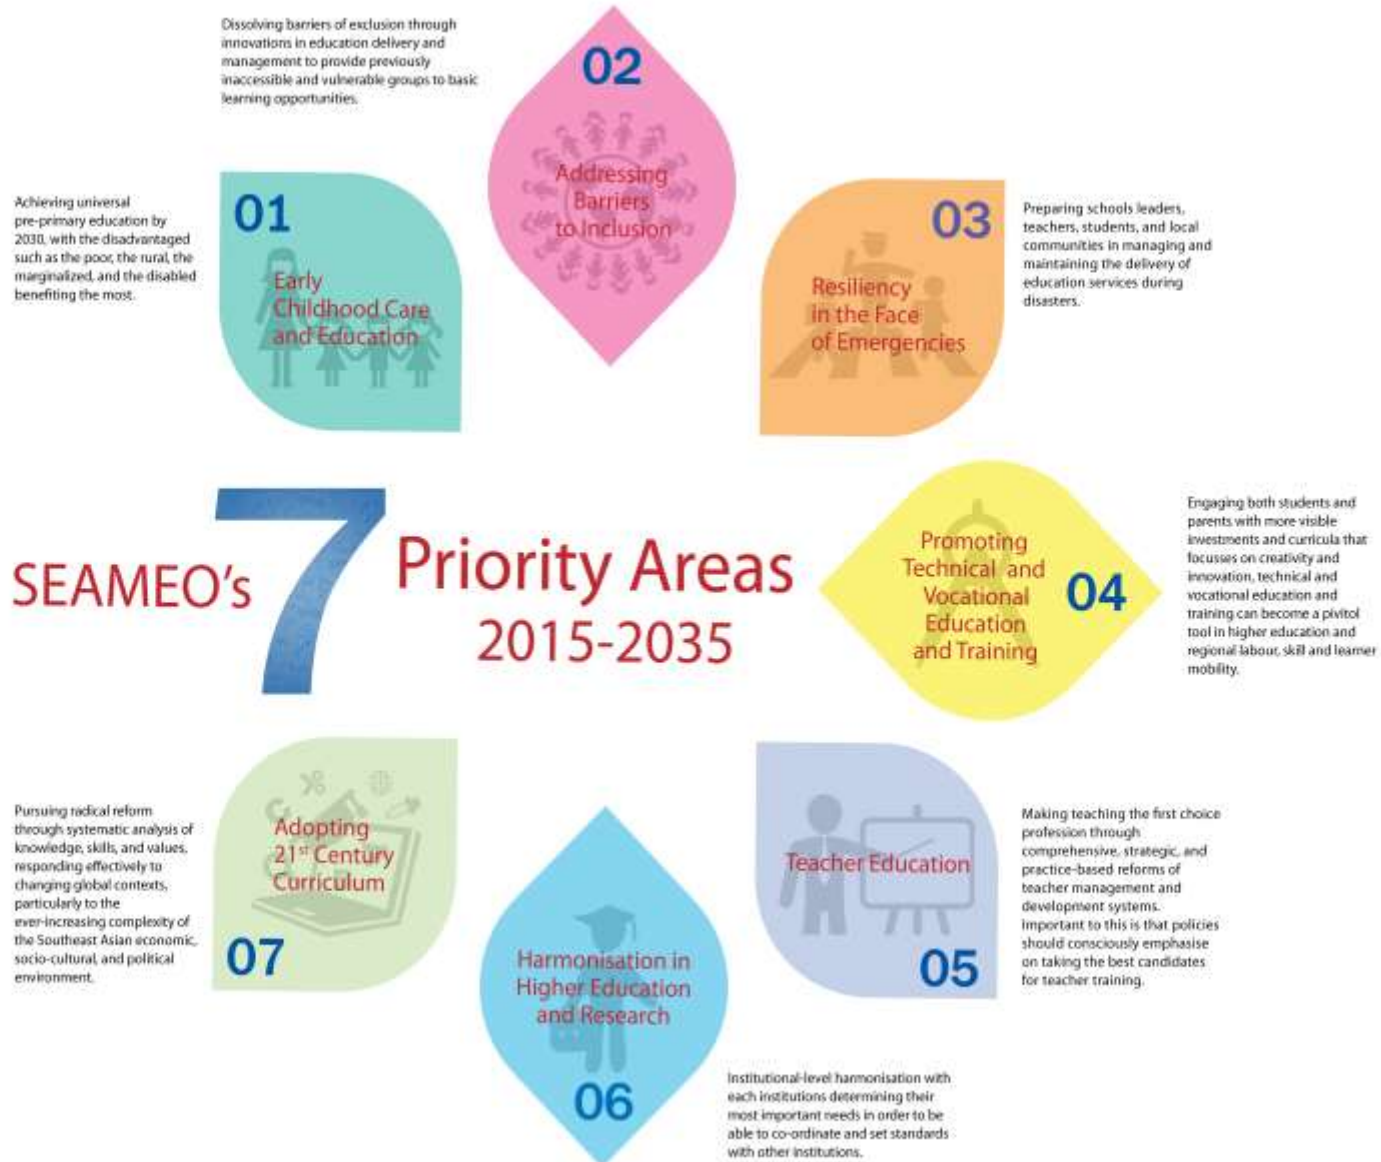 Dissolving barriers of exclusion through
innovations in education delivery and
management to provide previously
inaccessible and vulnerable groups to basic
learning opportunities.
02
Addressing
Barriers
to Inclusion
Achieving universal
pre-primary education by
2030, with the disadvantaged
such as the poor, the rural, the
marginalized, and the disabled
benefiting the most.
01
Early
Childhood Care
and Education
03
Resiliency
in the Face
of Emergencies
Preparing schools leaders,
teachers, students, and local
communities in managing and
maintaining the delivery of
education services during
disasters.
SEAMEO's 7 Priority Areas
2015-2035
Promoting
Technical and
Vocational
Education
and Training
04
Engaging both students and
parents with more visible
investments and curricula that
focusses on creativity and
innovation, technical and
vocational education and
training can become a pivitol
tool in higher education and
regional labour, skill and learner
mobility.
Teacher Education
05
Making teaching the first choice
profession through
comprehensive, strategic, and
practice-based reforms of
teacher management and
development systems.
Important to this is that policies
should consciously emphasise
on taking the best candidates
for teacher training.
Harmonisation in
Higher Education
and Research
06
Institutional-level harmonisation with
each institutions determining their
most important needs in order to be
able to co-ordinate and set standards
with other institutions.
Pursuing radical reform
through systematic analysis of
knowledge, skills, and values,
responding effectively to
changing global contexts,
particularly to the
ever-increasing complexity of
the Southeast Asian economic,
socio-cultural, and political
environment.
Adopting
21st Century
Curriculum
07